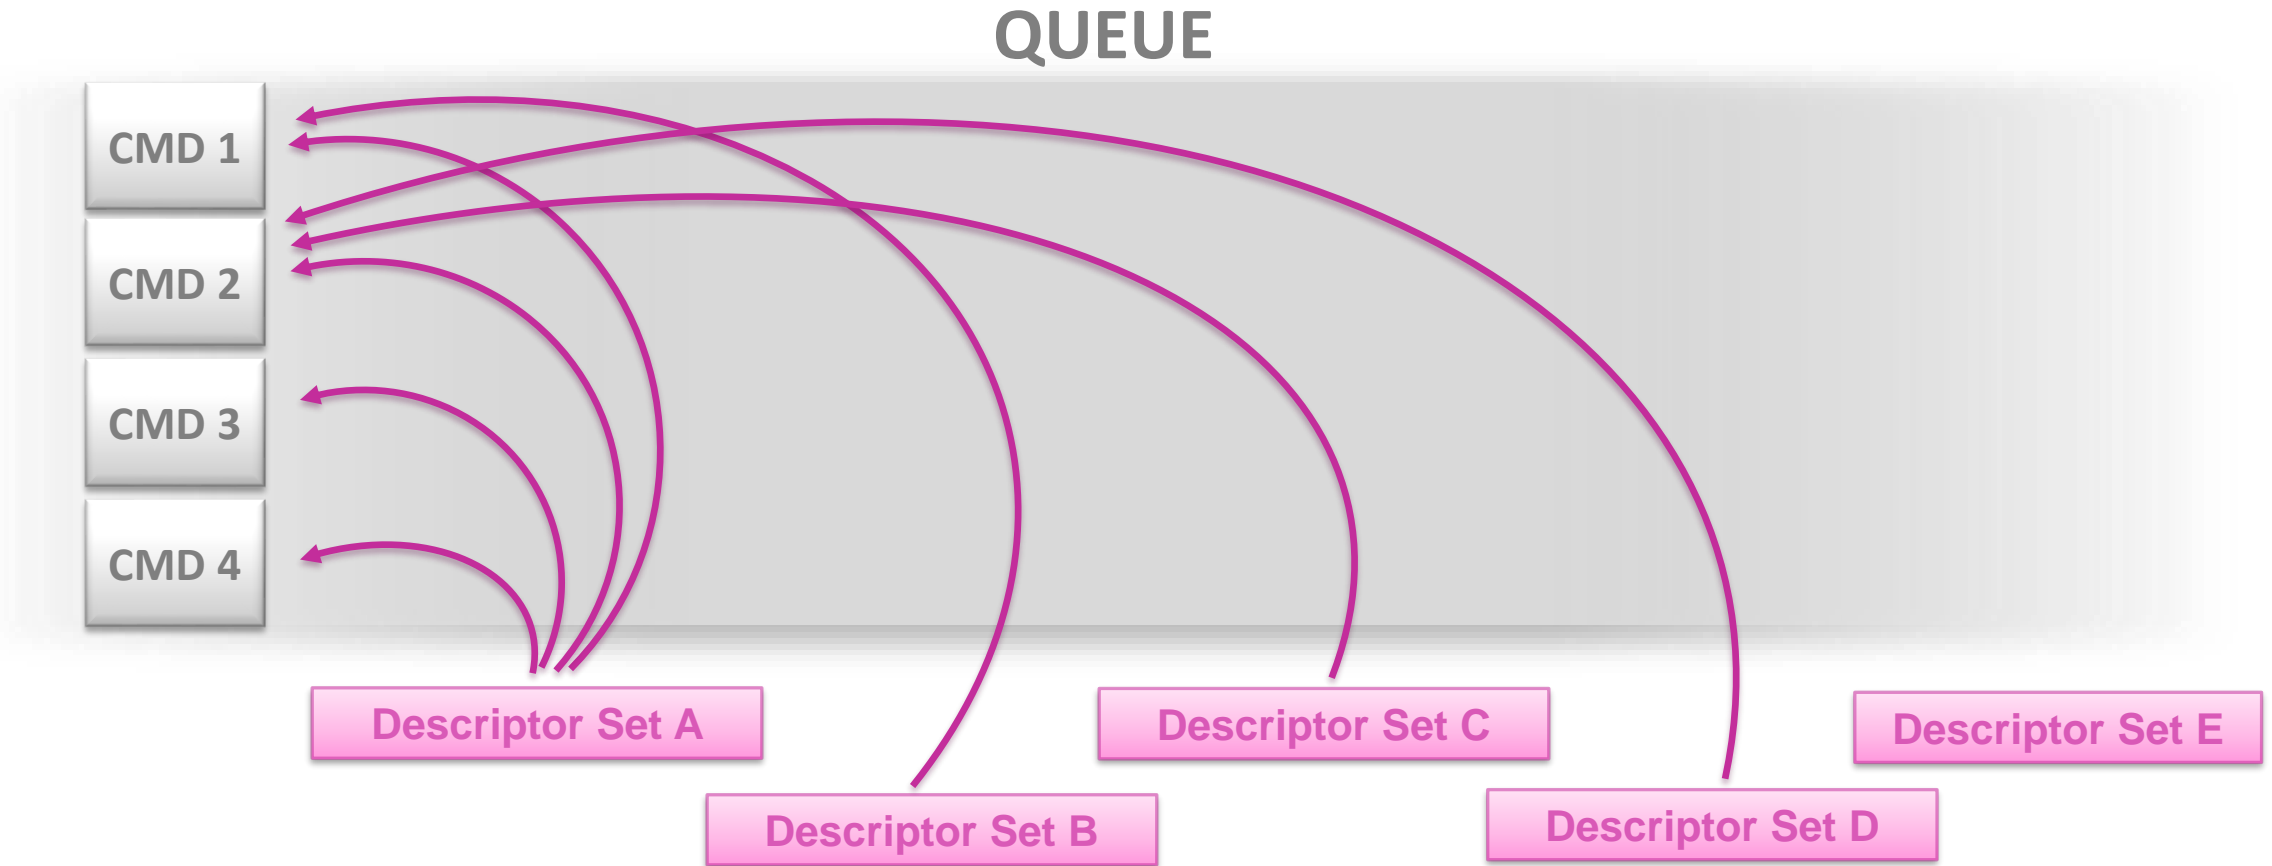 QUEUE
CMD 1
CMD 2
CMD 3
CMD 4
Descriptor Set A
Descriptor Set C
Descriptor Set E
Descriptor Set B
Descriptor Set D